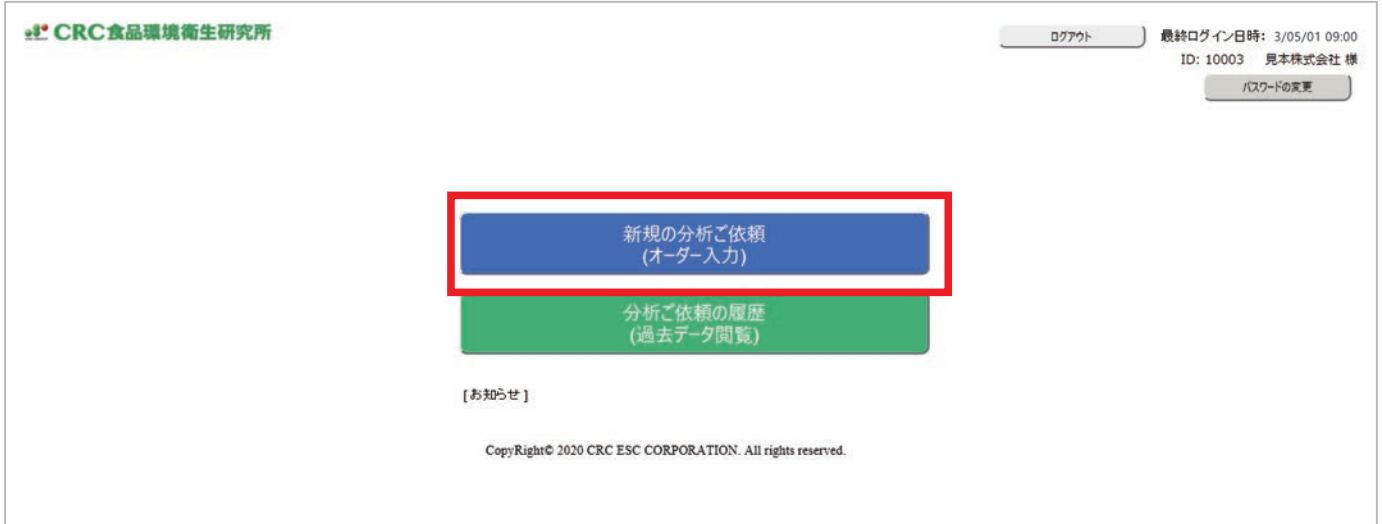 CRC食品環境衛生研究所
ログアウト
最終ログイン日時: 3/05/01 09:00
ID: 10003 見本株式会社 様
パスワードの変更
新規の分析ご依頼
(オーダー入力)
分析ご依頼の履歴
(過去データ閲覧)
[お知らせ]
CopyRight© 2020 CRC ESC CORPORATION. All rights reserved.